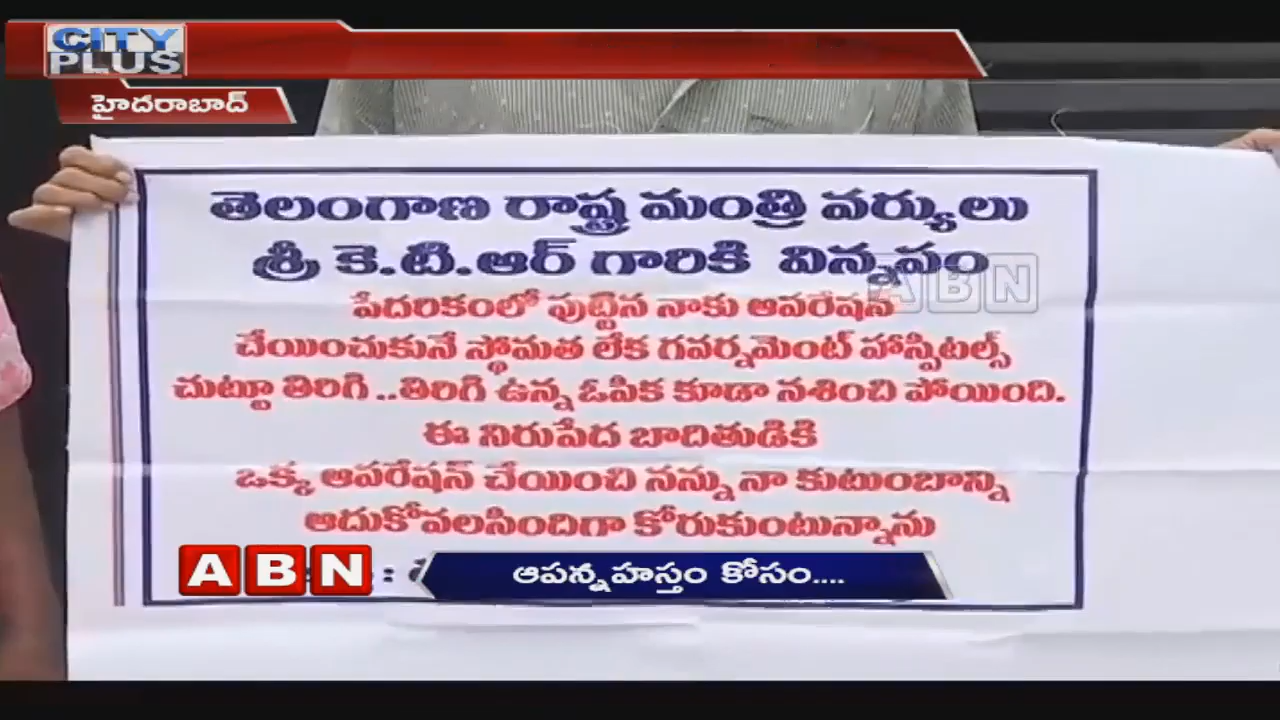 CITY
PLUS
హైదరాబాద్
తెలంగాణ రాష్ట్ర మంత్రి వర్యులు
శ్రీ కె.టి.ఆర్ గారికి విన్నపం
ABN
పేదరికంలో పుట్టిన నాకు ఆపరేషన్
చేయించుకునే స్థోమత లేక గవర్నమెంట్ హాస్పిటల్స్
చుట్టూ తిరిగి..తిరిగి ఉన్న ఓపిక కూడా నశించి పోయింది.
ఈ నిరుపేద బాదితుడికి
ఒక్క ఆపరేషన్ చేయించి నన్ను నా కుటుంబాన్ని
ఆదుకోవలసిందిగా కోరుకుంటున్నాను
ABN
ఆపన్నహస్తం కోసం....